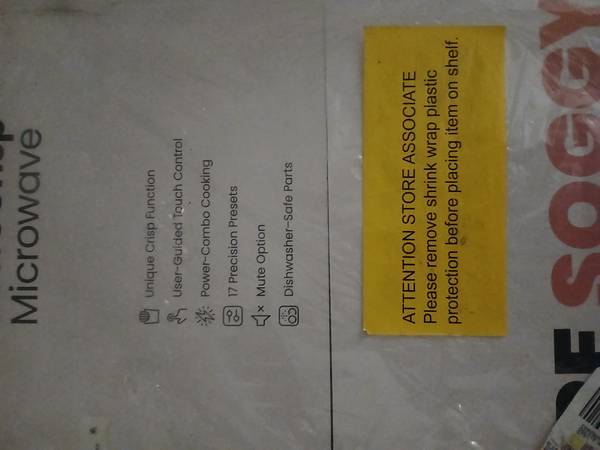 Microwave
Unique Crisp Function
User-Guided Touch Control
Power-Combo Cooking
17 Precision Presets
Mute Option
Dishwasher-Safe Parts
ATTENTION STORE ASSOCIATE
Please remove shrink wrap plastic
protection before placing item on shelf.
SOGGY